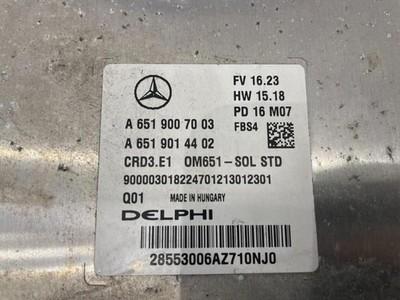 FV 16.23
HW 15.18
PD 16 M07
FBS4
A 651 900 70 03
A 651 901 44 02
CRD3.E1 OM651-SOL STD
900003018224701213012301
Q01 MADE IN HUNGARY
DELPHI
28553006AZ710NJ0